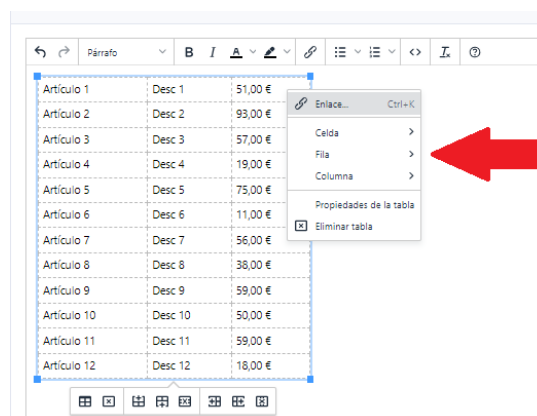 Párrafo B I A
Artículo 1 Desc 1 51,00 €
Artículo 2 Desc 2 93,00 €
Artículo 3 Desc 3 57,00 €
Artículo 4 Desc 4 19,00 €
Artículo 5 Desc 5 75,00 €
Artículo 6 Desc 6 11,00 €
Artículo 7 Desc 7 56,00 €
Artículo 8 Desc 8 38,00 €
Artículo 9 Desc 9 59,00 €
Artículo 10 Desc 10 50,00 €
Artículo 11 Desc 11 59,00 €
Artículo 12 Desc 12 18,00 €
Enlace... Ctrl+K
Celda
Fila
Columna
Propiedades de la tabla
Eliminar tabla